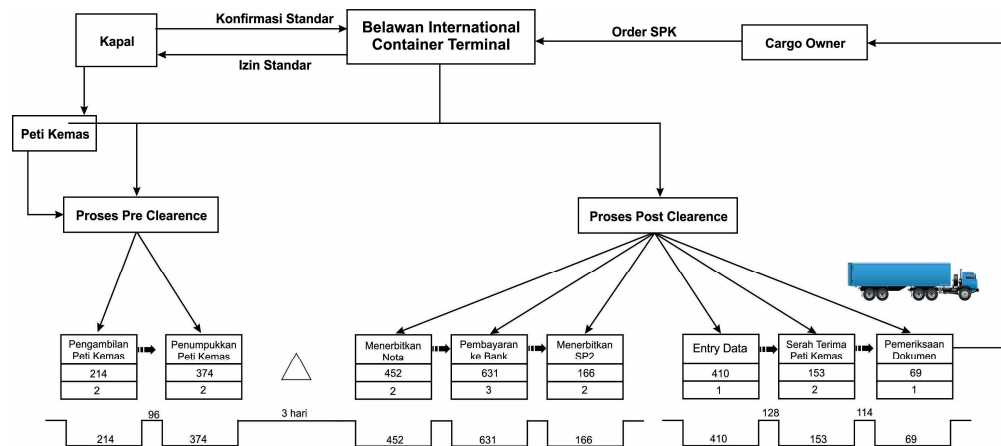 Kapal
Konfirmasi Standar
Izin Standar
Belawan International
Container Terminal
Order SPK
Cargo Owner
Peti Kemas
Proses Pre Clearence
Proses Post Clearence
Pengambilan
Peti Kemas
214
2
Penumpukkan
Peti Kemas
374
2
Menerbitkan
Nota
452
2
Pembayaran
ke Bank
631
3
Menerbitkan
SP2
166
2
Entry Data
410
1
Serah Terima
Peti Kemas
153
2
Pemeriksaan
Dokumen
69
1
214
96
374
3 hari
452
631
166
410
128
153
114
69